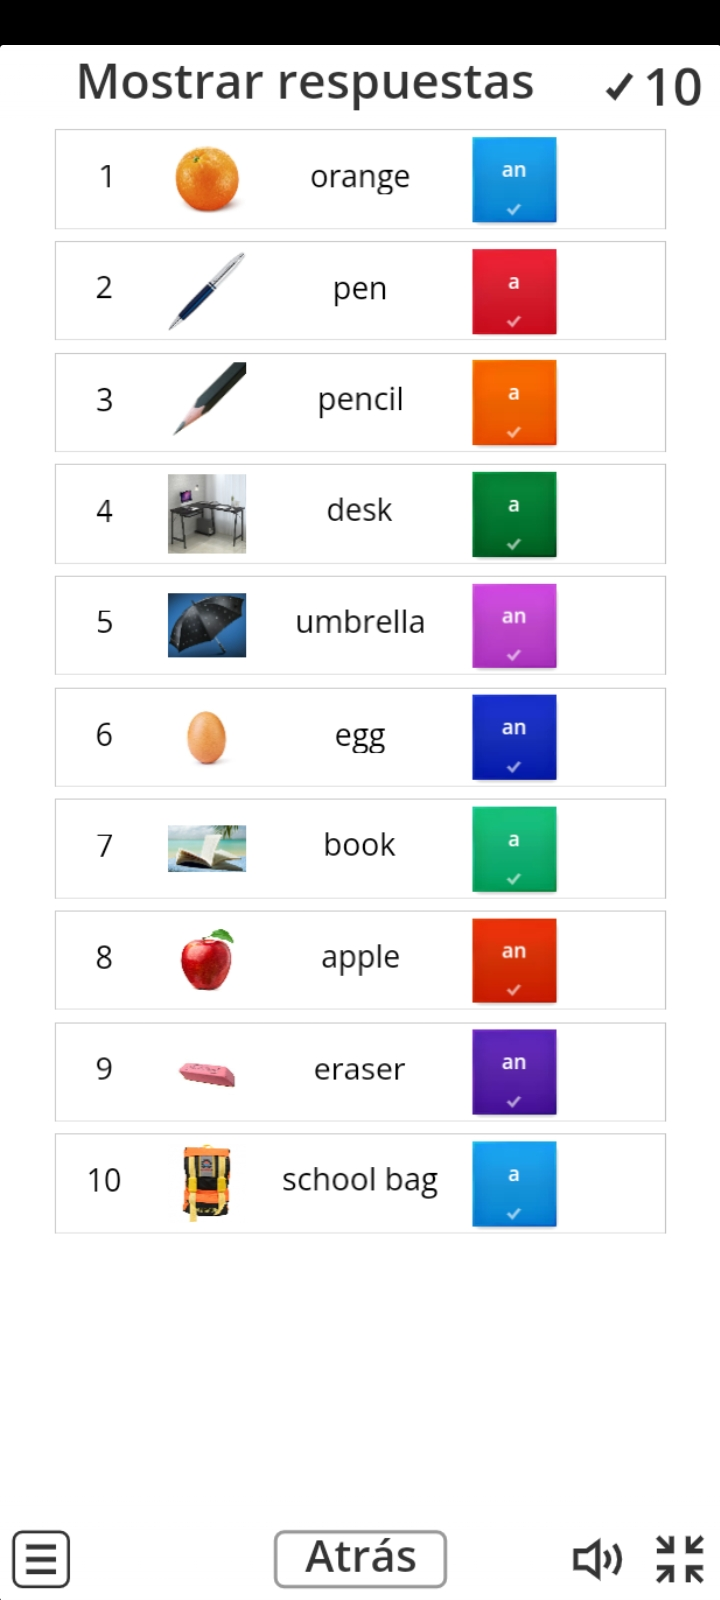 Mostrar respuestas ✓10
1 orange an
2 pen a
3 pencil a
4 desk a
5 umbrella an
6 egg an
7 book a
8 apple an
9 eraser an
10 school bag a
Atrás